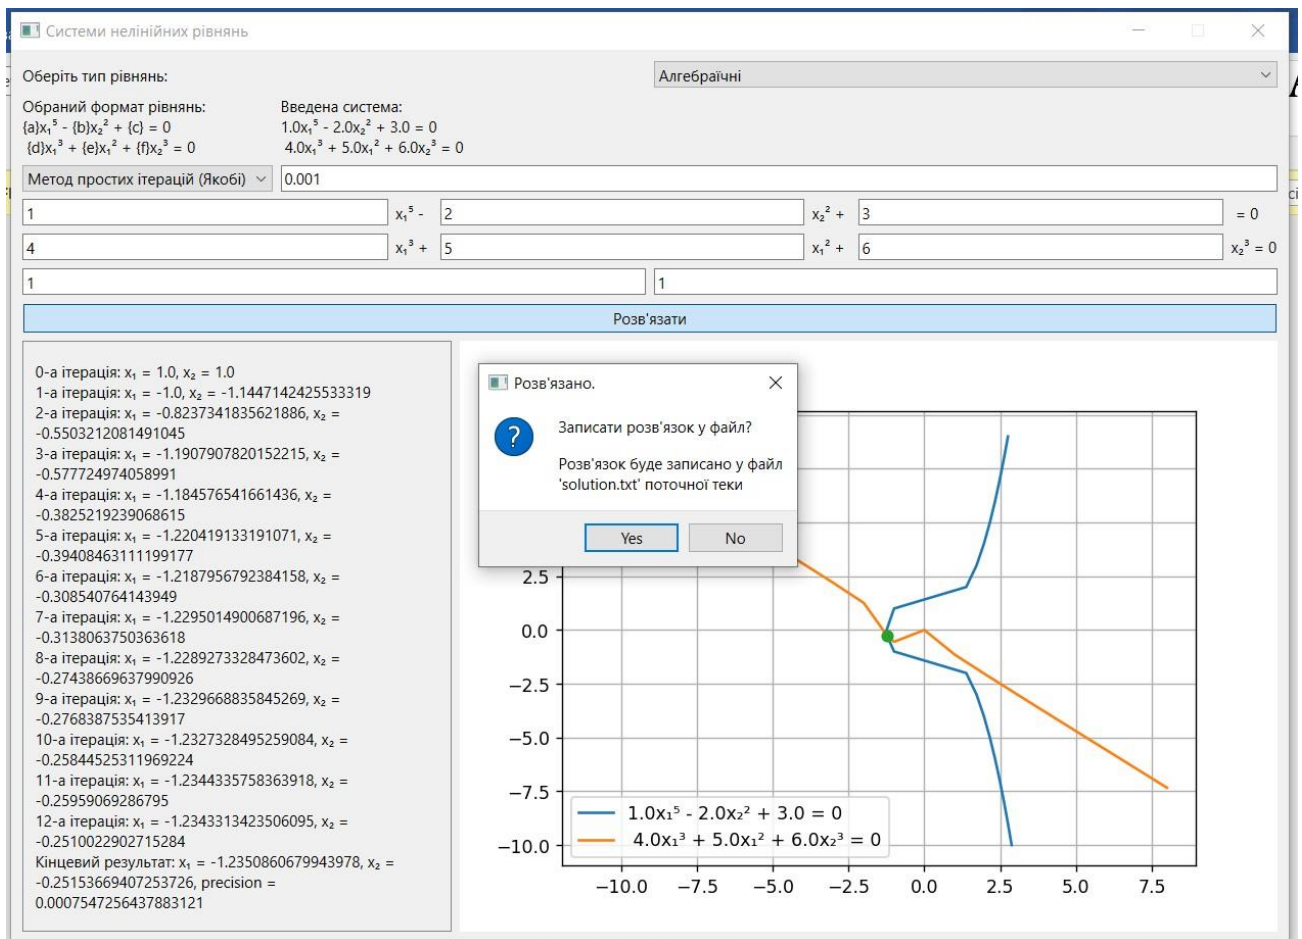 Системи нелінійних рівнянь
Оберіть тип рівнянь:
Алгебраїчні
Обраний формат рівнянь:
{a}x₁⁵ - {b}x₂² + {c} = 0
{d}x₁³ + {e}x₁² + {f}x₂³ = 0
Введена система:
1.0x₁⁵ - 2.0x₂² + 3.0 = 0
4.0x₁³ + 5.0x₁² + 6.0x₂³ = 0
Метод простих ітерацій (Якобі)
0.001
1 x₁⁵ - 2 x₂² + 3 = 0
4 x₁³ + 5 x₁² + 6 x₂³ = 0
1 1
Розв'язати
0-а ітерація: x₁ = 1.0, x₂ = 1.0
1-а ітерація: x₁ = -1.0, x₂ = -1.1447142425533319
2-а ітерація: x₁ = -0.8237341835621886, x₂ =
-0.5503212081491045
3-а ітерація: x₁ = -1.1907907820152215, x₂ =
-0.577724974058991
4-а ітерація: x₁ = -1.184576541661436, x₂ =
-0.3825219239068615
5-а ітерація: x₁ = -1.220419133191071, x₂ =
-0.39408463111199177
6-а ітерація: x₁ = -1.2187956792384158, x₂ =
-0.308540764143949
7-а ітерація: x₁ = -1.2295014900687196, x₂ =
-0.3138063750363618
8-а ітерація: x₁ = -1.2289273328473602, x₂ =
-0.27438669637990926
9-а ітерація: x₁ = -1.2329668835845269, x₂ =
-0.2768387535413917
10-а ітерація: x₁ = -1.2327328495259084, x₂ =
-0.25844525311969224
11-а ітерація: x₁ = -1.2344335758363918, x₂ =
-0.25959069286795
12-а ітерація: x₁ = -1.2343313423506095, x₂ =
-0.2510022902715284
Кінцевий результат: x₁ = -1.2350860679943978, x₂ =
-0.25153669407253726, precision =
0.0007547256437883121
Розв'язано.
Записати розв'язок у файл?
Розв'язок буде записано у файл
'solution.txt' поточної теки
Yes
No
2.5
0.0
−2.5
−5.0
−7.5
−10.0
1.0x₁⁵ - 2.0x₂² + 3.0 = 0
4.0x₁³ + 5.0x₁² + 6.0x₂³ = 0
−10.0 −7.5 −5.0 −2.5 0.0 2.5 5.0 7.5